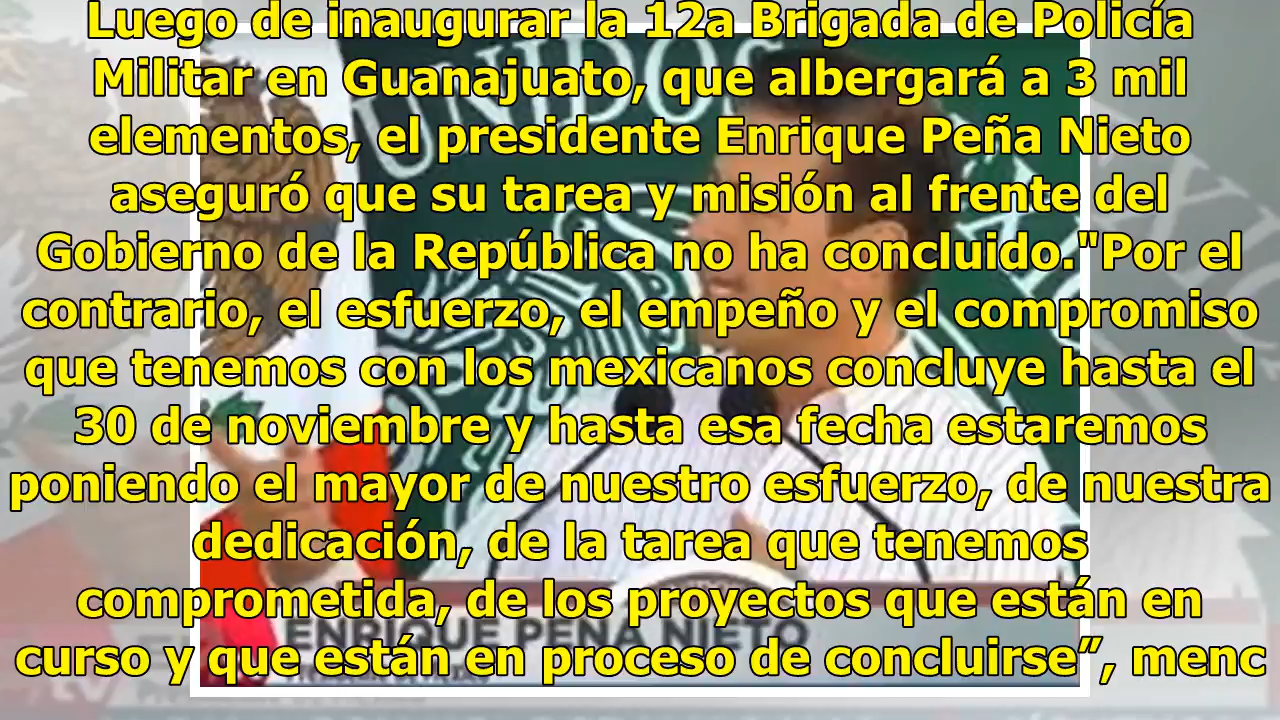 Luego de inaugurar la 12a Brigada de Policía
Militar en Guanajuato, que albergará a 3 mil
elementos, el presidente Enrique Peña Nieto
aseguró que su tarea y misión al frente del
Gobierno de la República no ha concluido."Por el
contrario, el esfuerzo, el empeño y el compromiso
que tenemos con los mexicanos concluye hasta el
30 de noviembre y hasta esa fecha estaremos
poniendo el mayor de nuestro esfuerzo, de nuestra
dedicación, de la tarea que tenemos
comprometida, de los proyectos que están en
curso y que están en proceso de concluirse”, menc
UNIDOS
ENRIQUE PEÑA NIETO